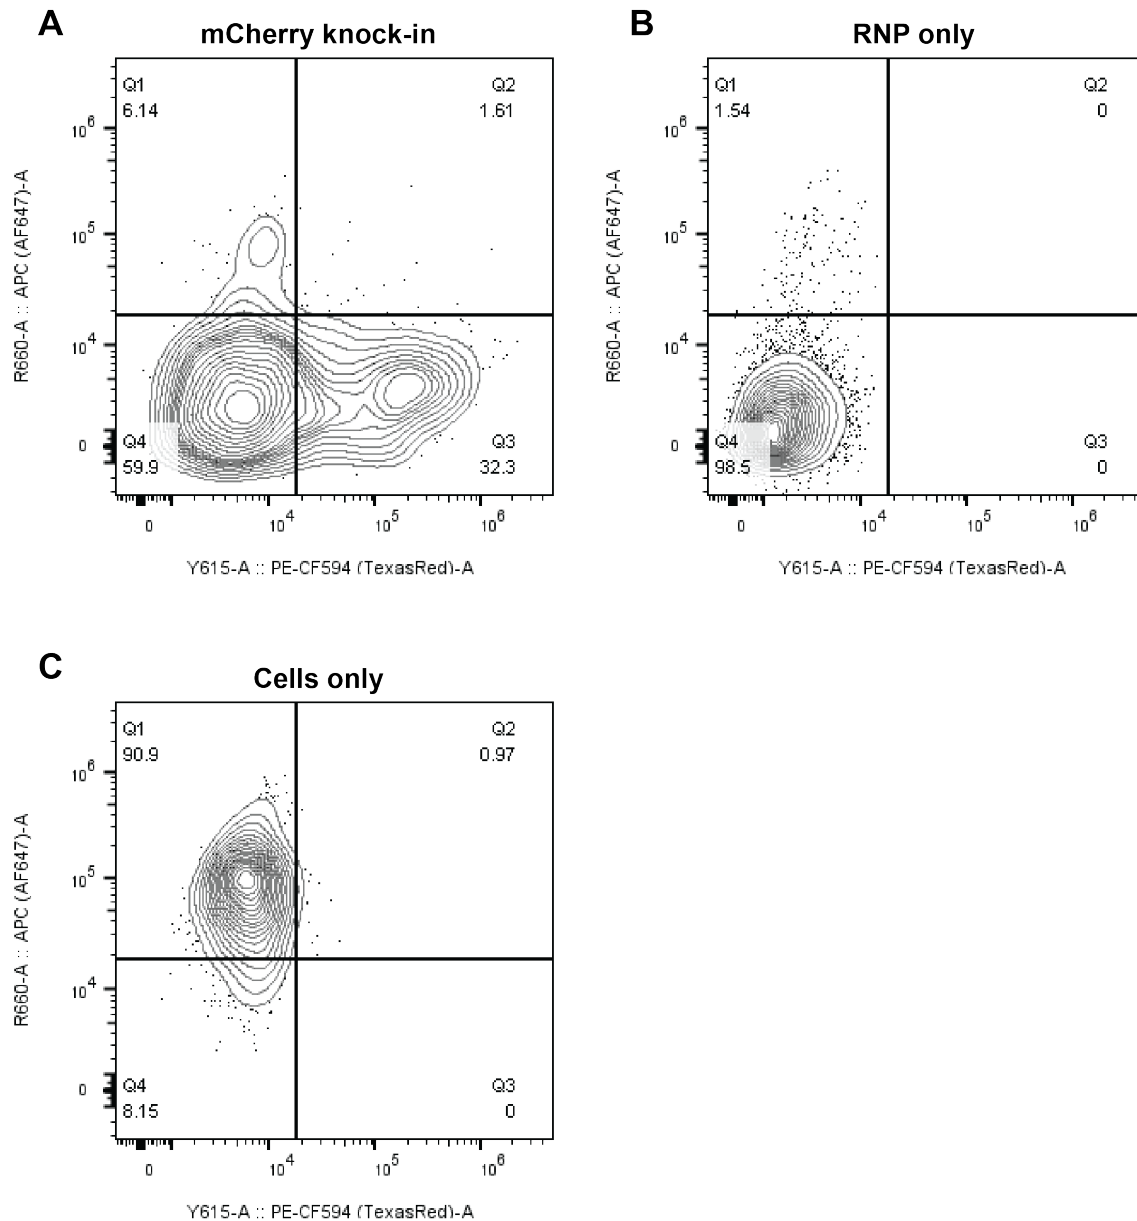 A
mCherry knock-in
Q1
6.14
Q2
1.61
10^6
10^5
10^4
0
Q4
59.9
Q3
32.3
0
10^4
10^5
10^6
R660-A :: APC (AF647)-A
Y615-A :: PE-CF594 (TexasRed)-A
B
RNP only
Q1
1.54
Q2
0
10^6
10^5
10^4
0
Q4
98.5
Q3
0
0
10^4
10^5
10^6
R660-A :: APC (AF647)-A
Y615-A :: PE-CF594 (TexasRed)-A
C
Cells only
Q1
90.9
Q2
0.97
10^6
10^5
10^4
0
Q4
8.15
Q3
0
0
10^4
10^5
10^6
R660-A :: APC (AF647)-A
Y615-A :: PE-CF594 (TexasRed)-A